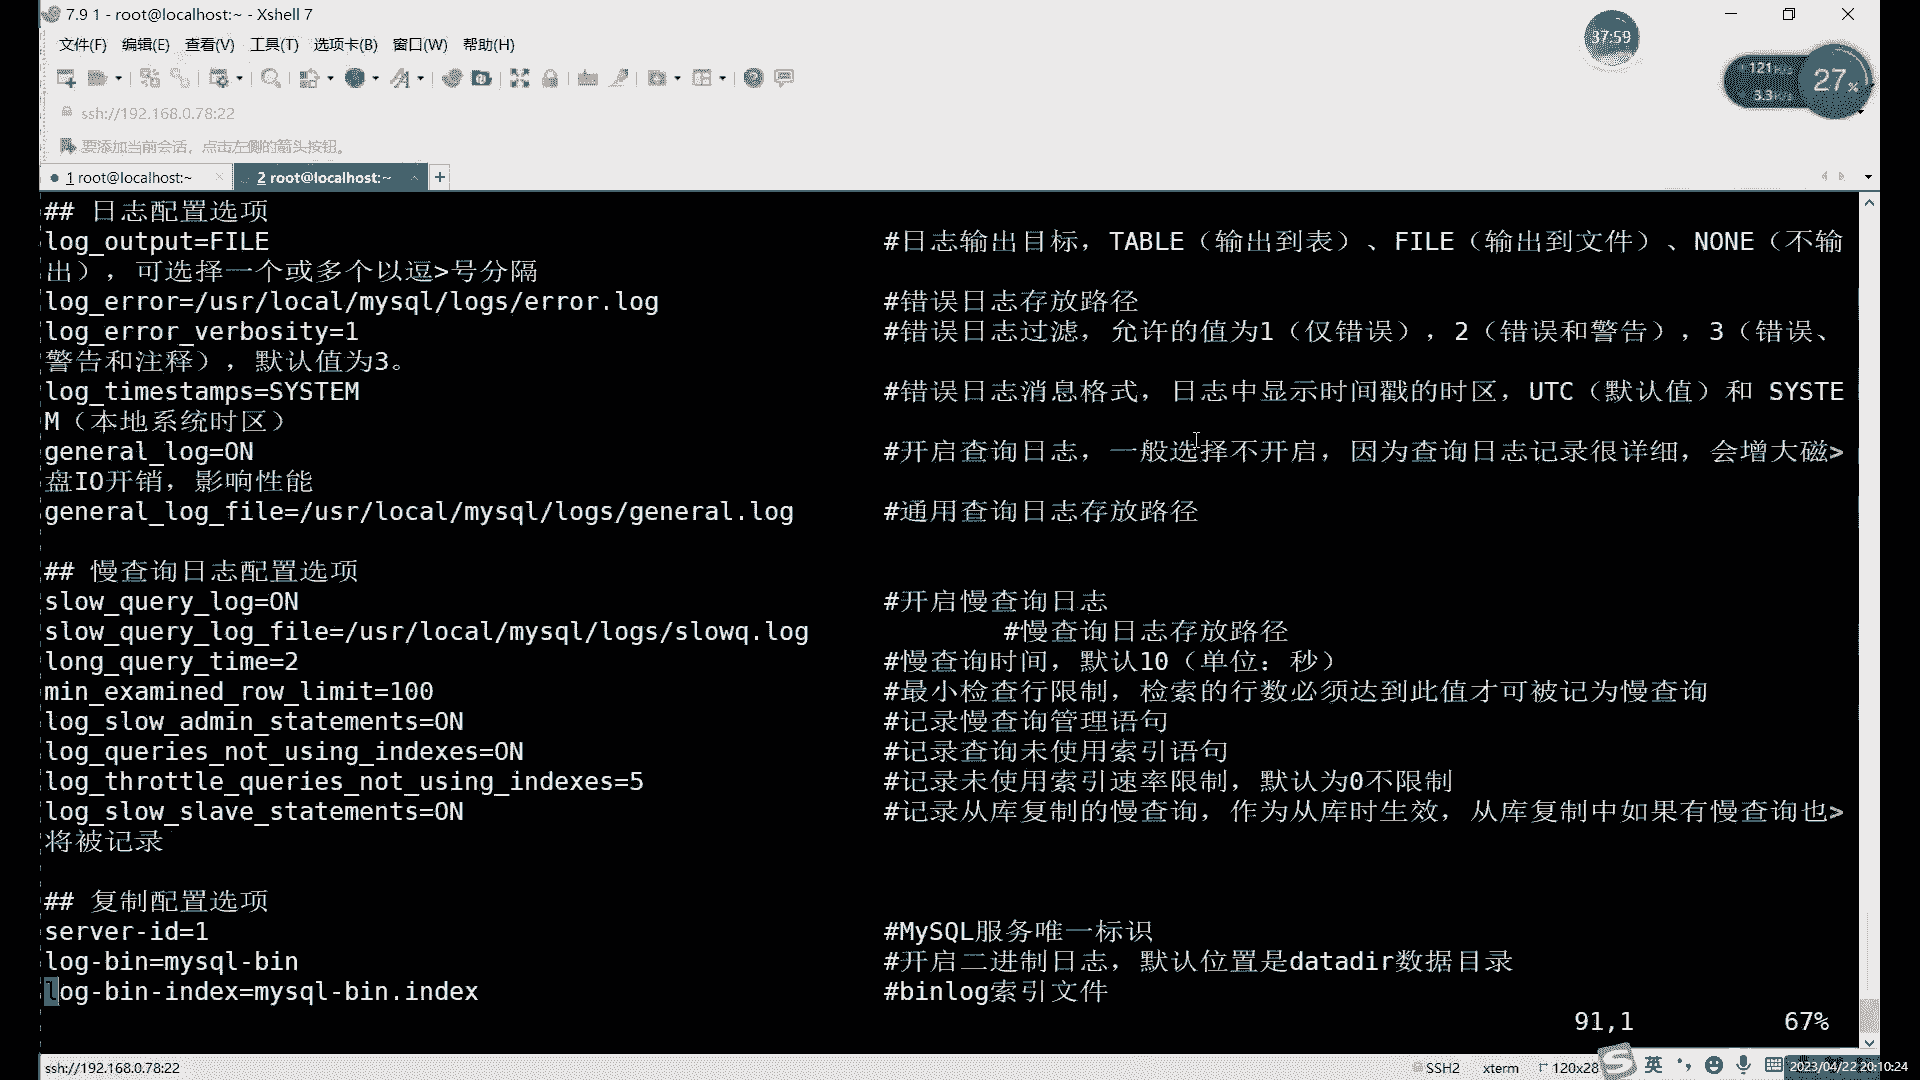 7.9 1 - root@localhost:~ - Xshell 7
37:59
文件(F) 编辑(E) 查看(V) 工具(T) 选项卡(B) 窗口(W) 帮助(H)
121K/s
3.3K/s
27%
ssh://192.168.0.78:22
要添加当前会话，点击左侧的箭头按钮。
1 root@localhost:~ × 2 root@localhost:~ +
## 日志配置选项
log_output=FILE #日志输出目标，TABLE（输出到表）、FILE（输出到文件）、NONE（不输
出），可选择一个或多个以逗>号分隔
log_error=/usr/local/mysql/logs/error.log #错误日志存放路径
log_error_verbosity=1 #错误日志过滤，允许的值为1（仅错误），2（错误和警告），3（错误、
警告和注释），默认值为3。
log_timestamps=SYSTEM #错误日志消息格式，日志中显示时间戳的时区，UTC（默认值）和 SYSTE
M（本地系统时区）
general_log=ON #开启查询日志，一般选择不开启，因为查询日志记录很详细，会增大磁>
盘IO开销，影响性能
general_log_file=/usr/local/mysql/logs/general.log #通用查询日志存放路径
## 慢查询日志配置选项
slow_query_log=ON #开启慢查询日志
slow_query_log_file=/usr/local/mysql/logs/slowq.log #慢查询日志存放路径
long_query_time=2 #慢查询时间，默认10（单位：秒）
min_examined_row_limit=100 #最小检查行限制，检索的行数必须达到此值才可被记为慢查询
log_slow_admin_statements=ON #记录慢查询管理语句
log_queries_not_using_indexes=ON #记录查询未使用索引语句
log_throttle_queries_not_using_indexes=5 #记录未使用索引速率限制，默认为0不限制
log_slow_slave_statements=ON #记录从库复制的慢查询，作为从库时生效，从库复制中如果有慢查询也>
将被记录
## 复制配置选项
server-id=1 #MySQL服务唯一标识
log-bin=mysql-bin #开启二进制日志，默认位置是datadir数据目录
log-bin-index=mysql-bin.index #binlog索引文件
91,1 67%
ssh://192.168.0.78:22 SSH2 xterm 120x28 英 2023/04/22 20:10:24